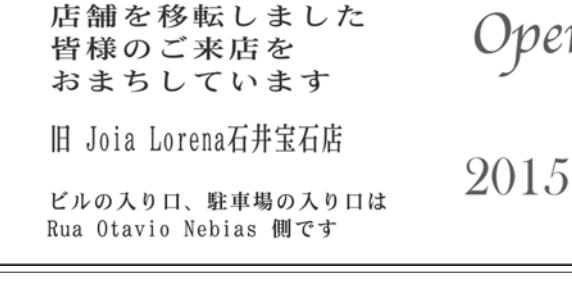 店舗を移転しました
皆様のご来店を
おまちしています
旧 Joia Lorena石井宝石店
ビルの入り口、駐車場の入り口は
Rua Otavio Nebias 側です
2015